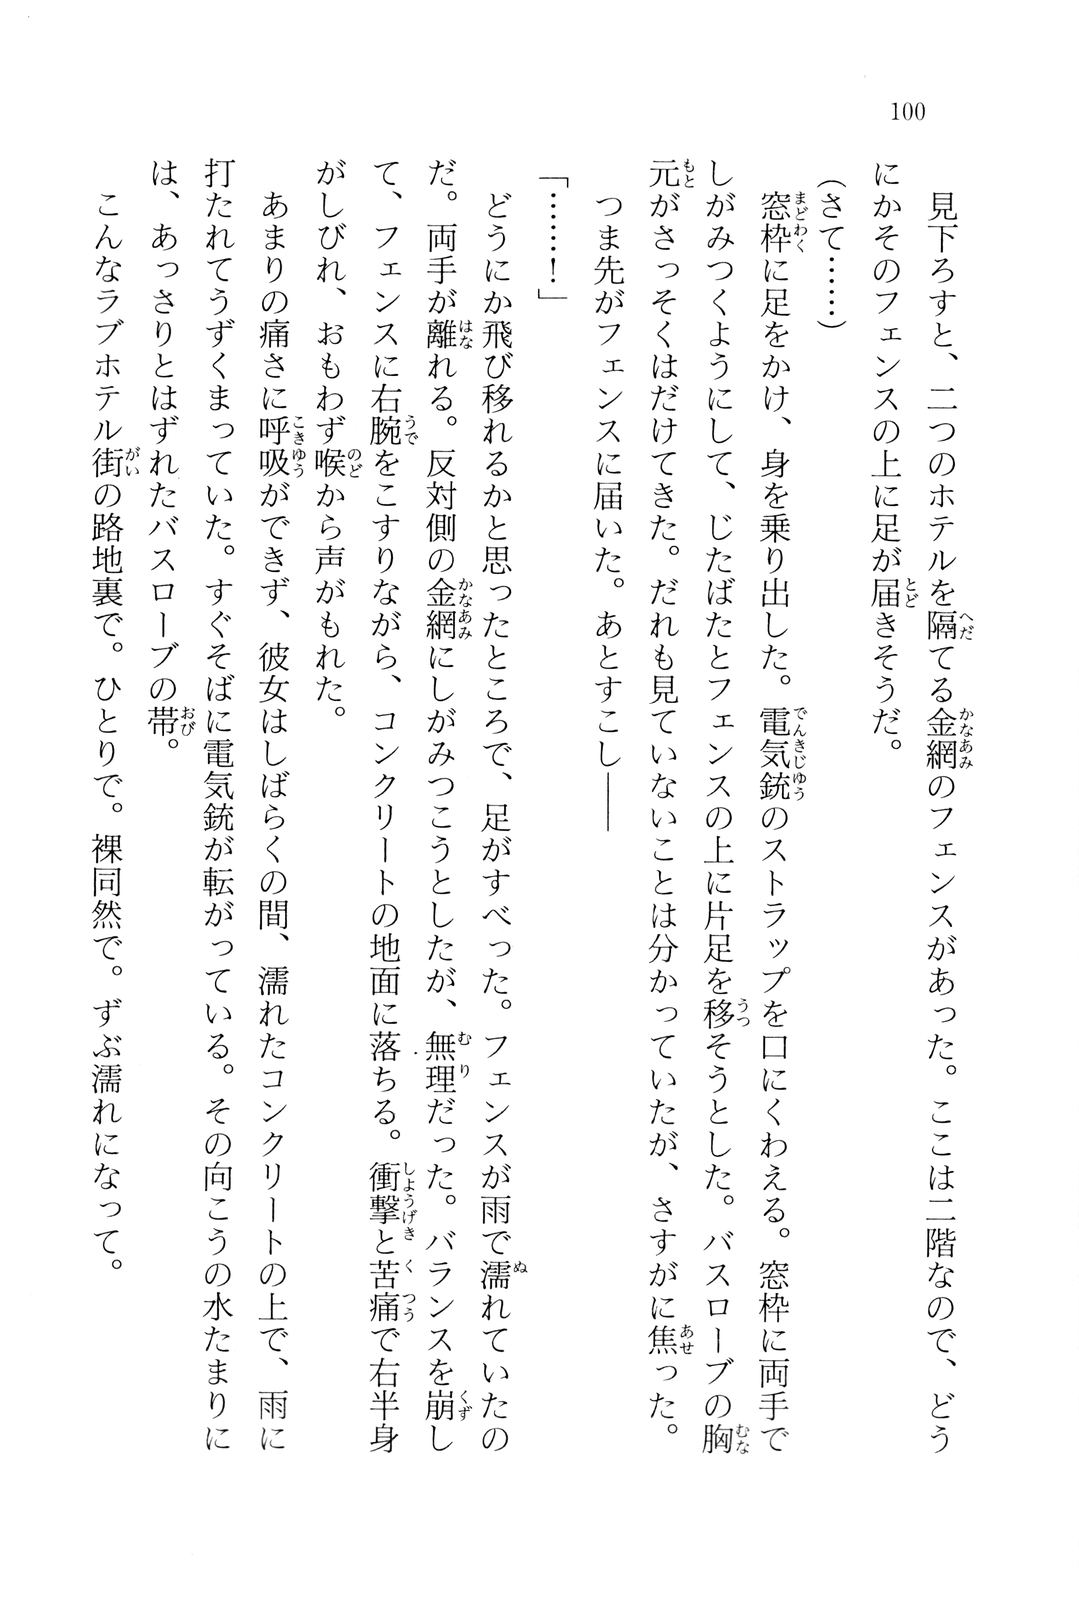 100
　見下ろすと、二つのホテルを隔てる金網のフェンスがあった。ここは二階なので、どう
にかそのフェンスの上に足が届きそうだ。
（さて……）
　窓枠に足をかけ、身を乗り出した。電気銃のストラップを口にくわえる。窓枠に両手で
しがみつくようにして、じたばたとフェンスの上に片足を移そうとした。バスローブの胸
元がさっそくはだけてきた。だれも見ていないことは分かっていたが、さすがに焦った。
　つま先がフェンスに届いた。あとすこし――
「……！」
　どうにか飛び移れるかと思ったところで、足がすべった。フェンスが雨で濡れていたの
だ。両手が離れる。反対側の金網にしがみつこうとしたが、無理だった。バランスを崩し
て、フェンスに右腕をこすりながら、コンクリートの地面に落ちる。衝撃と苦痛で右半身
がしびれ、おもわず喉から声がもれた。
　あまりの痛さに呼吸ができず、彼女はしばらくの間、濡れたコンクリートの上で、雨に
打たれてうずくまっていた。すぐそばに電気銃が転がっている。その向こうの水たまりに
は、あっさりとはずれたバスローブの帯。
　こんなラブホテル街の路地裏で。ひとりで。裸同然で。ずぶ濡れになって。